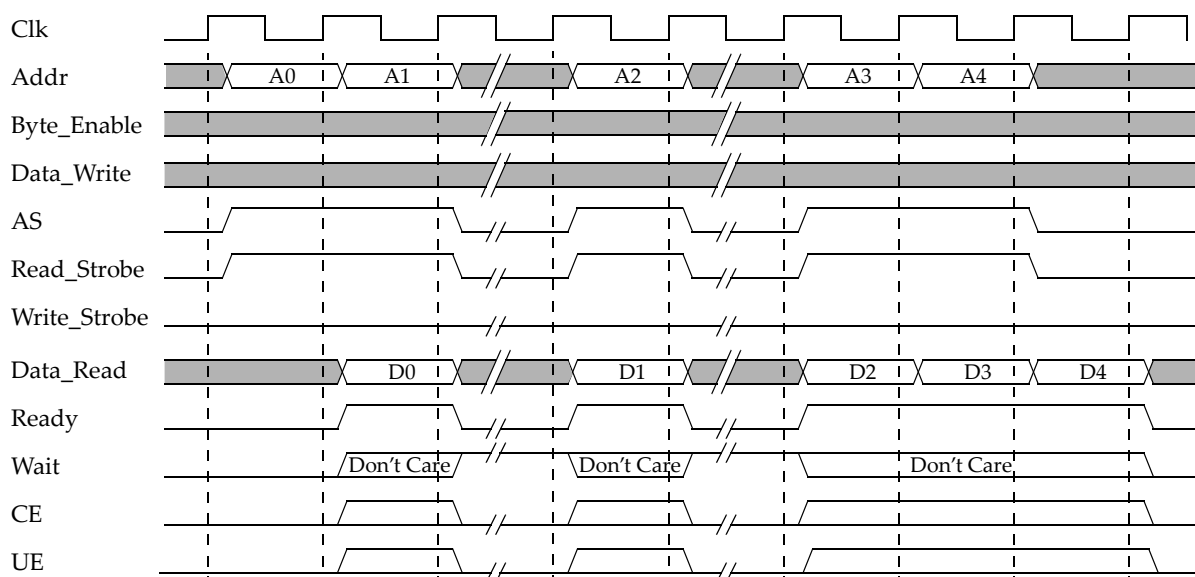 Clk
Addr A0 A1 A2 A3 A4
Byte_Enable
Data_Write
AS
Read_Strobe
Write_Strobe
Data_Read D0 D1 D2 D3 D4
Ready
Wait Don't Care Don't Care Don't Care
CE
UE